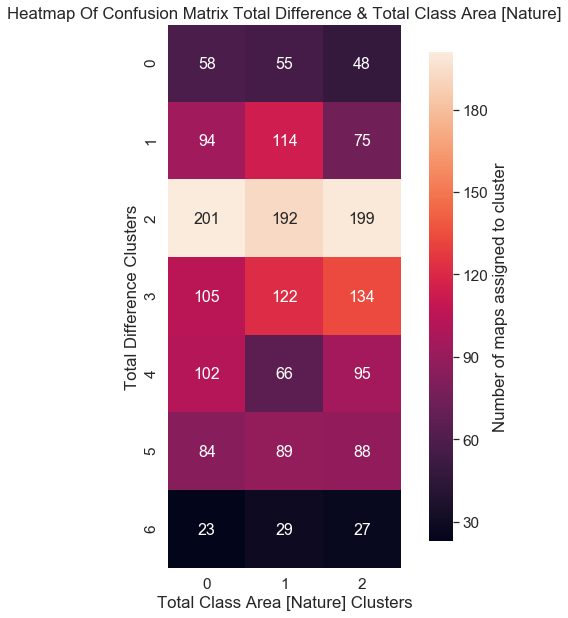 Heatmap Of Confusion Matrix Total Difference & Total Class Area [Nature]
0 58 55 48
1 94 114 75
2 201 192 199
3 105 122 134
4 102 66 95
5 84 89 88
6 23 29 27
0 1 2
Total Class Area [Nature] Clusters
Total Difference Clusters
180
150
120
90
60
30
Number of maps assigned to cluster